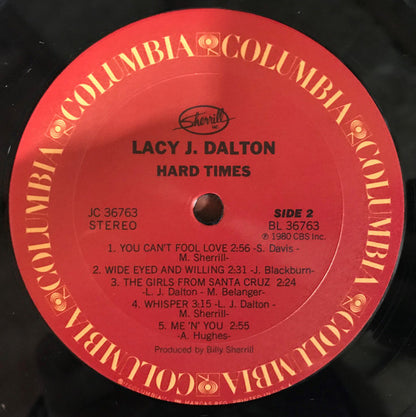 COLUMBIA COLUMBIA COLUMBIA COLUMBIA COLUMBIA COLUMBIA
Sherrill
INC
LACY J. DALTON
HARD TIMES
JC 36763 SIDE 2
STEREO BL 36763
℗ 1980 CBS Inc.
1. YOU CAN'T FOOL LOVE 2:56 -S. Davis -
M. Sherrill-
2. WIDE EYED AND WILLING 2:31 -J. Blackburn-
3. THE GIRLS FROM SANTA CRUZ 2:24
-L. J. Dalton - M. Belanger-
4. WHISPER 3:15 -L. J. Dalton -
M. Sherrill-
5. ME 'N' YOU 2:55
-A. Hughes-
Produced by Billy Sherrill